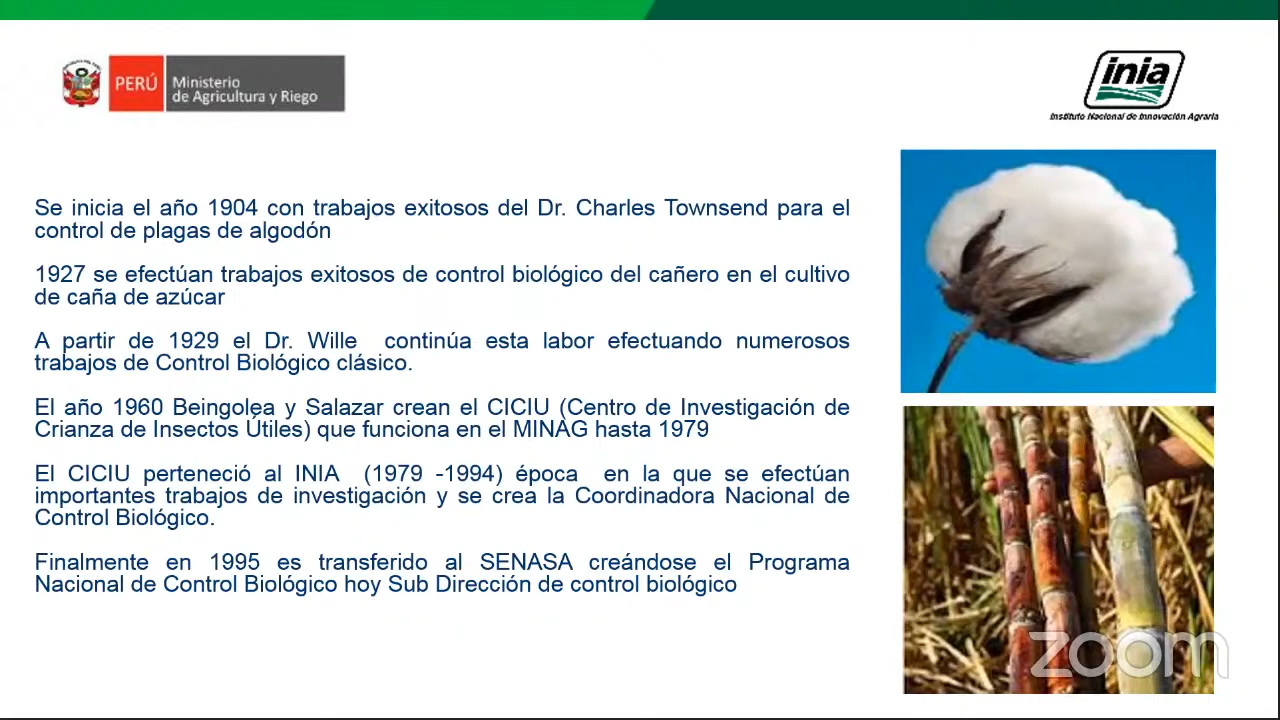 PERÚ
Ministerio
de Agricultura y Riego
inia
Instituto Nacional de Innovación Agraria
Se inicia el año 1904 con trabajos exitosos del Dr. Charles Townsend para el
control de plagas de algodón
1927 se efectúan trabajos exitosos de control biológico del cañero en el cultivo
de caña de azúcar
A partir de 1929 el Dr. Wille continúa esta labor efectuando numerosos
trabajos de Control Biológico clásico.
El año 1960 Beingolea y Salazar crean el CICIU (Centro de Investigación de
Crianza de Insectos Útiles) que funciona en el MINAG hasta 1979
El CICIU perteneció al INIA (1979 -1994) época en la que se efectúan
importantes trabajos de investigación y se crea la Coordinadora Nacional de
Control Biológico.
Finalmente en 1995 es transferido al SENASA creándose el Programa
Nacional de Control Biológico hoy Sub Dirección de control biológico
zoom